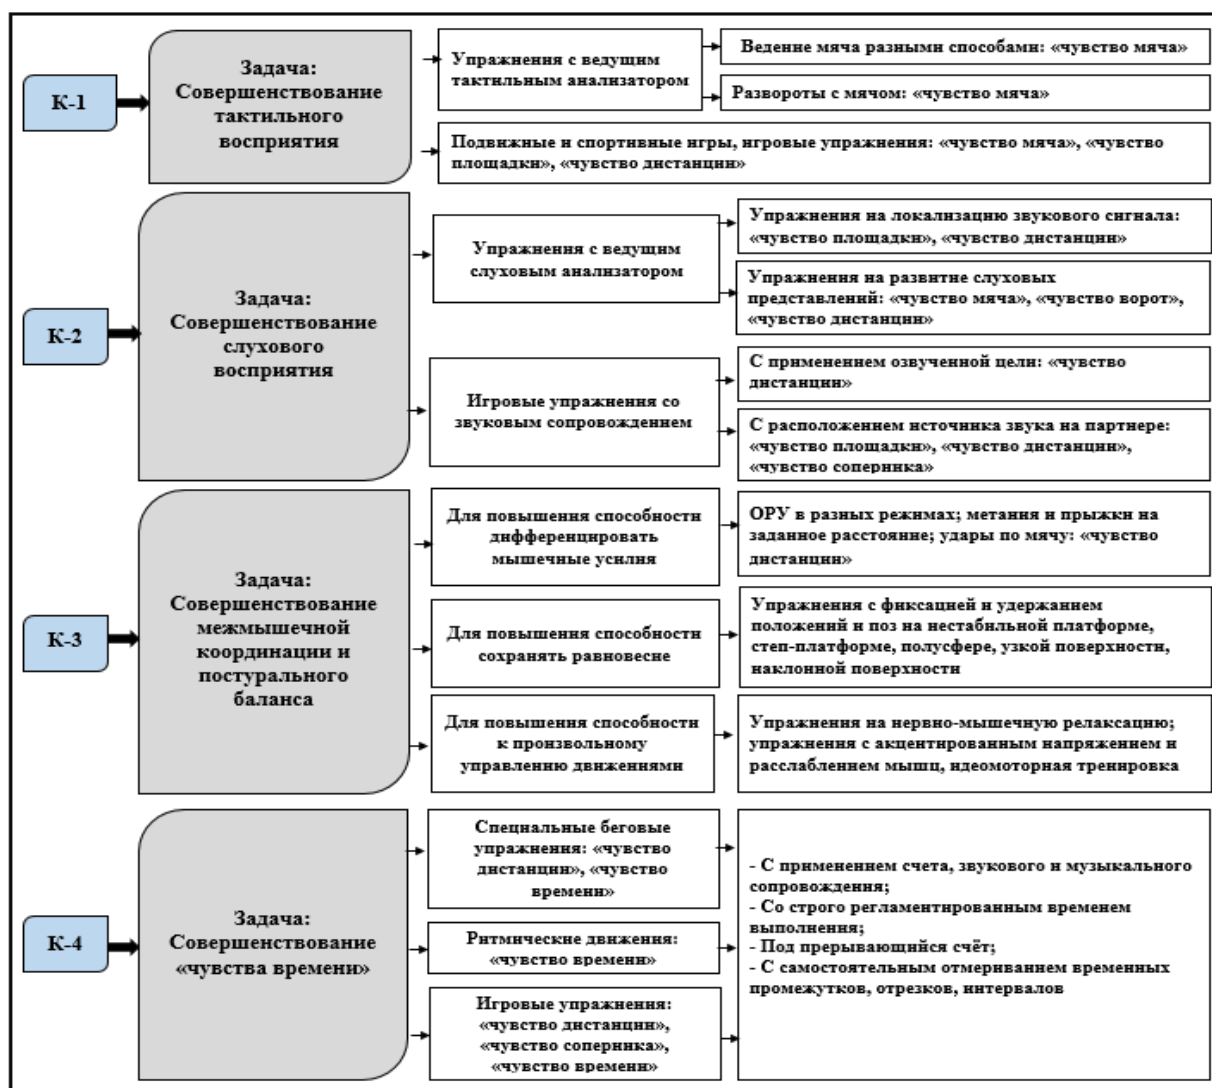 К-1
Задача:
Совершенствование
тактильного
восприятия
Упражнения с ведущим
тактильным анализатором
Ведение мяча разными способами: «чувство мяча»
Развороты с мячом: «чувство мяча»
Подвижные и спортивные игры, игровые упражнения: «чувство мяча», «чувство
площадки», «чувство дистанции»
К-2
Задача:
Совершенствование
слухового
восприятия
Упражнения с ведущим
слуховым анализатором
Упражнения на локализацию звукового сигнала:
«чувство площадки», «чувство дистанции»
Упражнения на развитие слуховых
представлений: «чувство мяча», «чувство ворот»,
«чувство дистанции»
Игровые упражнения со
звуковым сопровождением
С применением озвученной цели: «чувство
дистанции»
С расположением источника звука на партнере:
«чувство площадки», «чувство дистанции»,
«чувство соперника»
К-3
Задача:
Совершенствование
межмышечной
координации и
постурального
баланса
Для повышения способности
дифференцировать
мышечные усилия
ОРУ в разных режимах; метания и прыжки на
заданное расстояние; удары по мячу: «чувство
дистанции»
Для повышения способности
сохранять равновесие
Упражнения с фиксацией и удержанием
положений и поз на нестабильной платформе,
степ-платформе, полусфере, узкой поверхности,
наклонной поверхности
Для повышения способности
к произвольному
управлению движениями
Упражнения на нервно-мышечную релаксацию;
упражнения с акцентированным напряжением и
расслаблением мышц, идеомоторная тренировка
К-4
Задача:
Совершенствование
«чувства времени»
Специальные беговые
упражнения: «чувство
дистанции», «чувство
времени»
Ритмические движения:
«чувство времени»
Игровые упражнения:
«чувство дистанции»,
«чувство соперника»,
«чувство времени»
- С применением счета, звукового и музыкального
сопровождения;
- Со строго регламентированным временем
выполнения;
- Под прерывающийся счёт;
- С самостоятельным отмериванием временных
промежутков, отрезков, интервалов